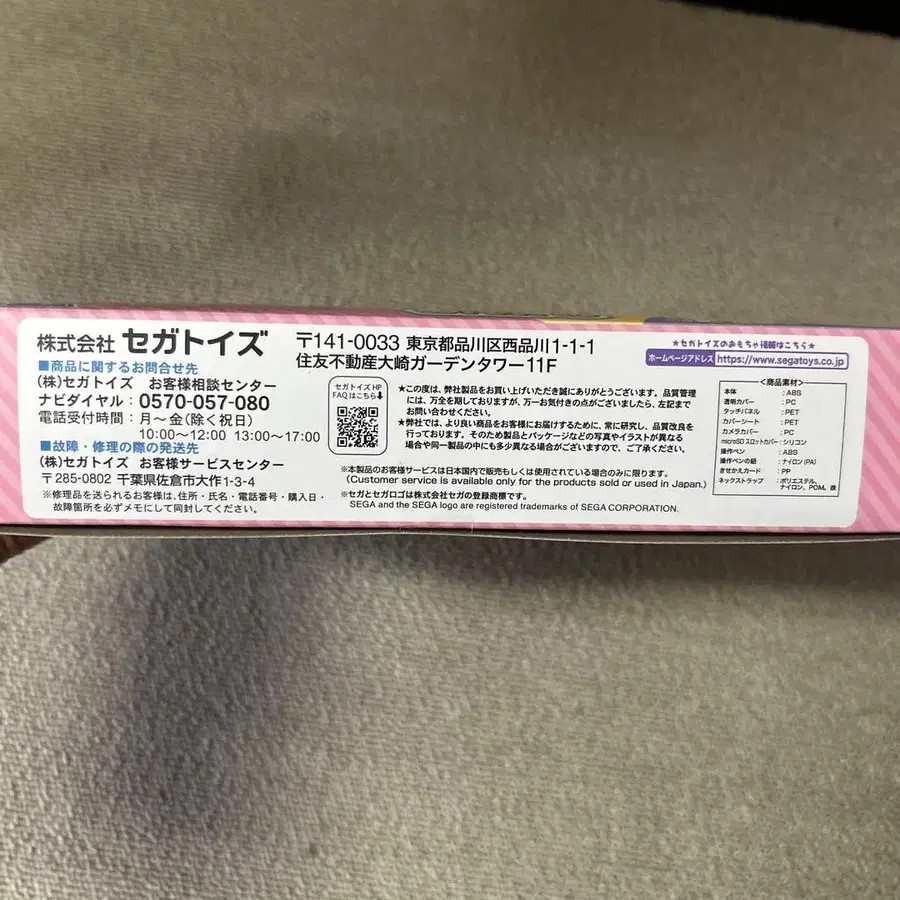 株式会社 セガトイズ
〒141-0033 東京都品川区西品川1-1-1
住友不動産大崎ガーデンタワー11F
■商品に関するお問合せ先
(株)セガトイズ お客様相談センター
ナビダイヤル:0570-057-080
電話受付時間:月～金(除く祝日)
10:00～12:00 13:00～17:00
■故障・修理の際の発送先
(株)セガトイズ お客様サービスセンター
〒285-0802 千葉県佐倉市大作1-3-4
※修理品を送られるお客様は、住所・氏名・電話番号・購入日・
故障箇所を必ずメモにして同封してください。
セガトイズ HP
FAQ はこちら
★この度は、弊社製品をお買い上げいただき誠にありがとうございます。品質管理
には、万全を期しておりますが、万一お気付きの点がございましたら、左記まで
お問い合わせください。
★弊社では、より良い商品をお客様にお届けするために、常に研究し、品質改良を
行っております。そのため製品とパッケージなどの写真やイラストが異なる
場合や同一製品の中にも多少異なる場合がございますので、ご了承ください。
※本製品のお客様サービスは日本国内で販売もしくは使用されている場合のみに限ります。
(Customer service is available only for the products sold or used in Japan.)
※セガとセガロゴは株式会社セガの登録商標です。
SEGA and the SEGA logo are registered trademarks of SEGA CORPORATION.
★セガトイズのおもちゃ情報はこちら★
ホームページアドレス https://www.segatoys.co.jp
<商品素材>
本体 :ABS
透明カバー :PC
タッチパネル :PET
カバーシート :PET
カメラカバー :PC
microSDスロットカバー:シリコン
操作ペン :ABS
操作ペンの紐 :ナイロン(PA)
きせかえカード :PP
ネックストラップ :ポリエステル、
ナイロン、POM、鉄